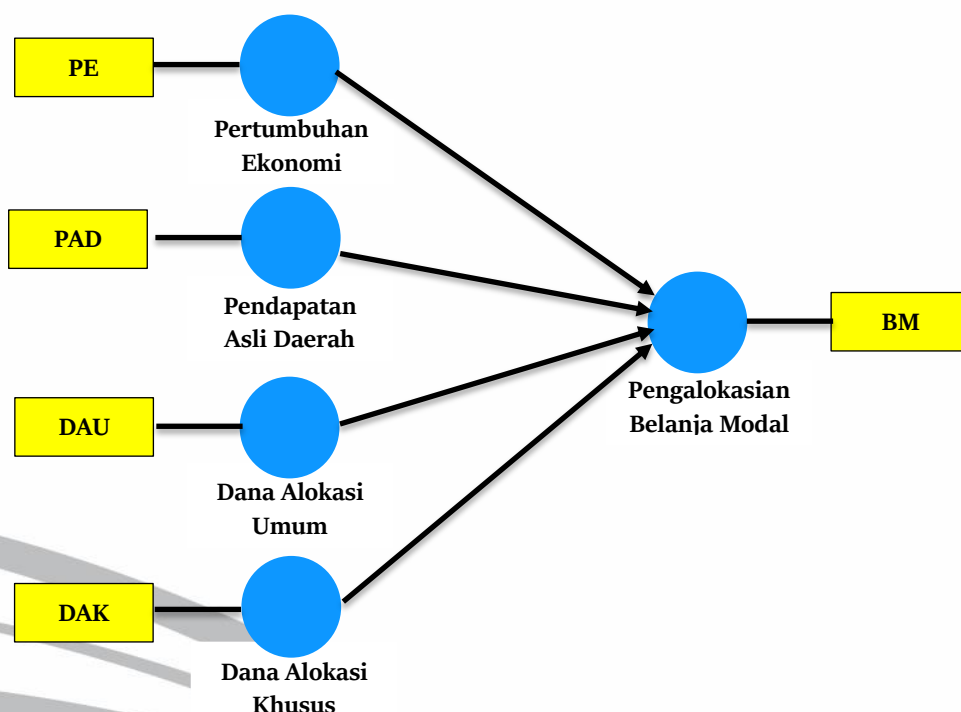 PE
Pertumbuhan
Ekonomi
PAD
Pendapatan
Asli Daerah
DAU
Dana Alokasi
Umum
DAK
Dana Alokasi
Khusus
Pengalokasian
Belanja Modal
BM